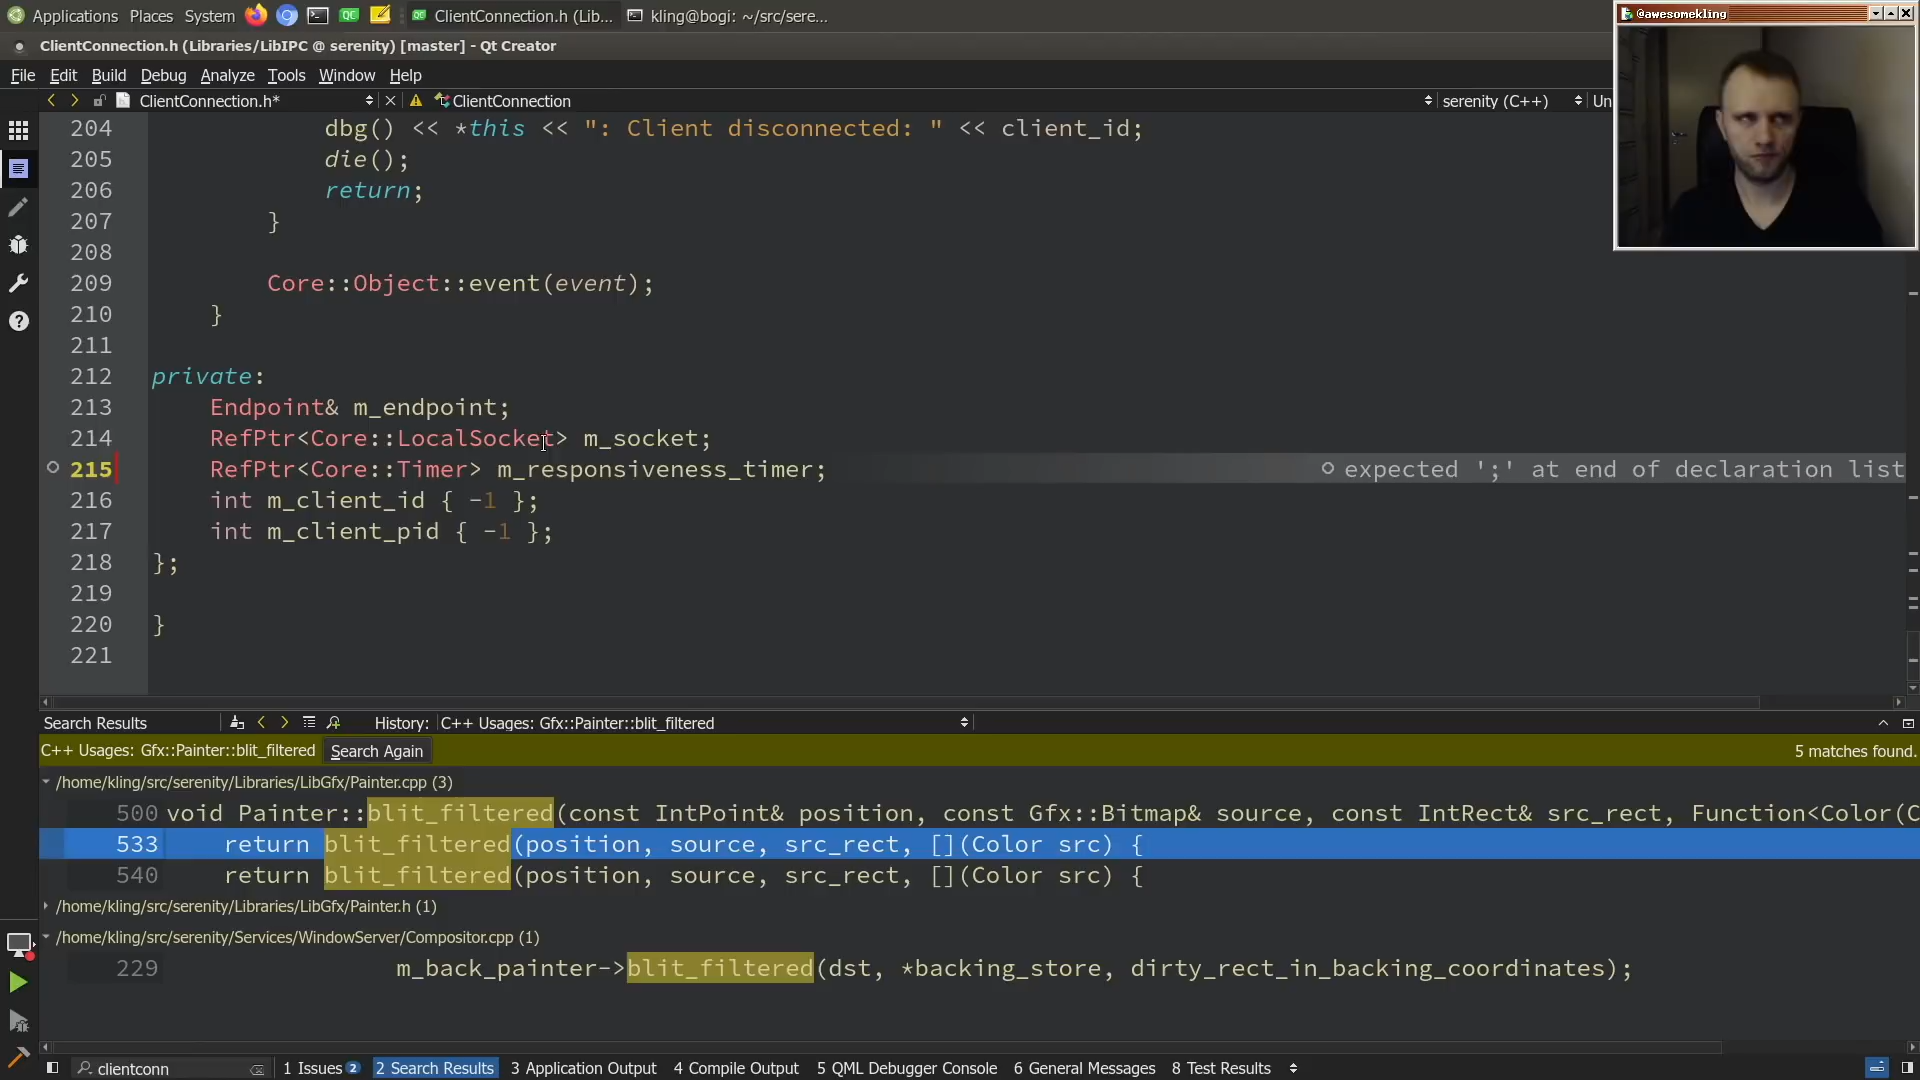 Applications Places System ClientConnection.h (Lib... kling@bogi: ~/src/sere...
@awesomekling
ClientConnection.h (Libraries/LibIPC @ serenity) [master] - Qt Creator
File Edit Build Debug Analyze Tools Window Help
ClientConnection.h* ClientConnection serenity (C++) Un
204 dbg() << *this << ": Client disconnected: " << client_id;
205 die();
206 return;
207 }
208
209 Core::Object::event(event);
210 }
211
212 private:
213 Endpoint& m_endpoint;
214 RefPtr<Core::LocalSocket> m_socket;
215 RefPtr<Core::Timer> m_responsiveness_timer; expected ';' at end of declaration list
216 int m_client_id { -1 };
217 int m_client_pid { -1 };
218 };
219
220 }
221
Search Results History: C++ Usages: Gfx::Painter::blit_filtered
C++ Usages: Gfx::Painter::blit_filtered Search Again 5 matches found.
/home/kling/src/serenity/Libraries/LibGfx/Painter.cpp (3)
500 void Painter::blit_filtered(const IntPoint& position, const Gfx::Bitmap& source, const IntRect& src_rect, Function<Color(C
533 return blit_filtered(position, source, src_rect, [](Color src) {
540 return blit_filtered(position, source, src_rect, [](Color src) {
/home/kling/src/serenity/Libraries/LibGfx/Painter.h (1)
/home/kling/src/serenity/Services/WindowServer/Compositor.cpp (1)
229 m_back_painter->blit_filtered(dst, *backing_store, dirty_rect_in_backing_coordinates);
clientconn 1 Issues 2 2 Search Results 3 Application Output 4 Compile Output 5 QML Debugger Console 6 General Messages 8 Test Results